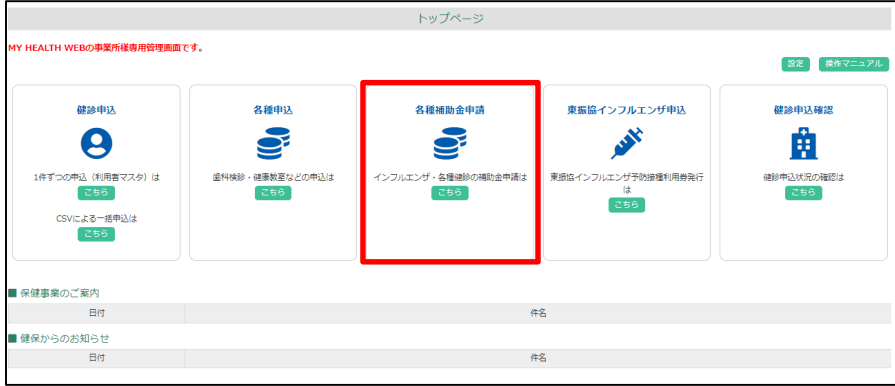 トップページ
MY HEALTH WEBの事業所様専用管理画面です。
設定 操作マニュアル
健診申込
1件ずつの申込（利用者マスタ）は
こちら
CSVによる一括申込は
こちら
各種申込
歯科検診・健康教室などの申込は
こちら
各種補助金申請
インフルエンザ・各種健診の補助金申請は
こちら
東振協インフルエンザ申込
東振協インフルエンザ予防接種利用券発行
は
こちら
健診申込確認
健診申込状況の確認は
こちら
■ 保健事業のご案内
日付 件名
■ 健保からのお知らせ
日付 件名